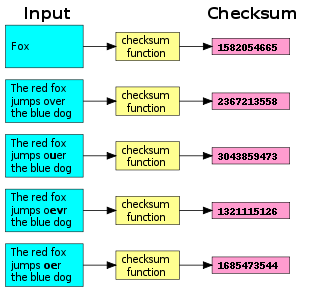 Input
Checksum
Fox
checksum
function
1582054665
The red fox
jumps over
the blue dog
checksum
function
2367213558
The red fox
jumps ouer
the blue dog
checksum
function
3043859473
The red fox
jumps oevr
the blue dog
checksum
function
1321115126
The red fox
jumps oer
the blue dog
checksum
function
1685473544